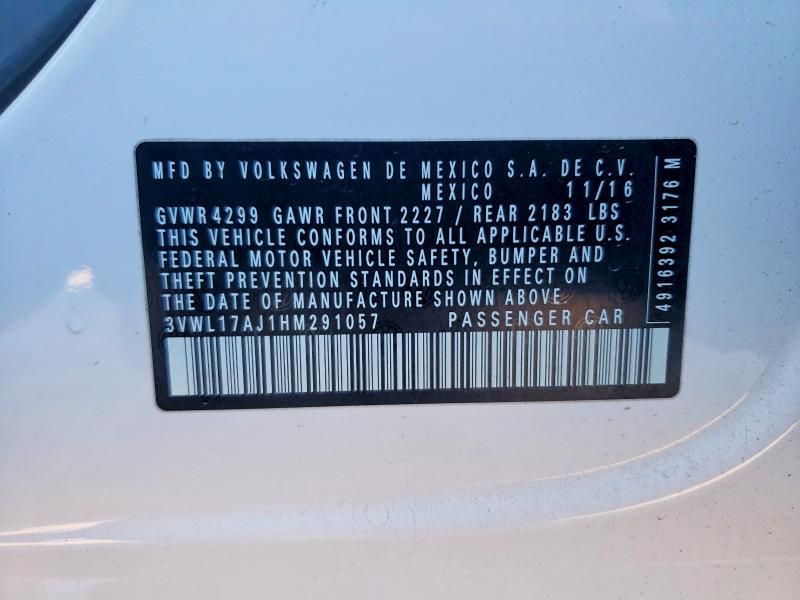 MFD BY VOLKSWAGEN DE MEXICO S.A. DE C.V.
MEXICO 11/16
GVWR 4299 GAWR FRONT 2227 / REAR 2183 LBS
THIS VEHICLE CONFORMS TO ALL APPLICABLE U.S.
FEDERAL MOTOR VEHICLE SAFETY, BUMPER AND
THEFT PREVENTION STANDARDS IN EFFECT ON
THE DATE OF MANUFACTURE SHOWN ABOVE.
3VWL17AJ1HM291057 PASSENGER CAR
4916392 3176 M